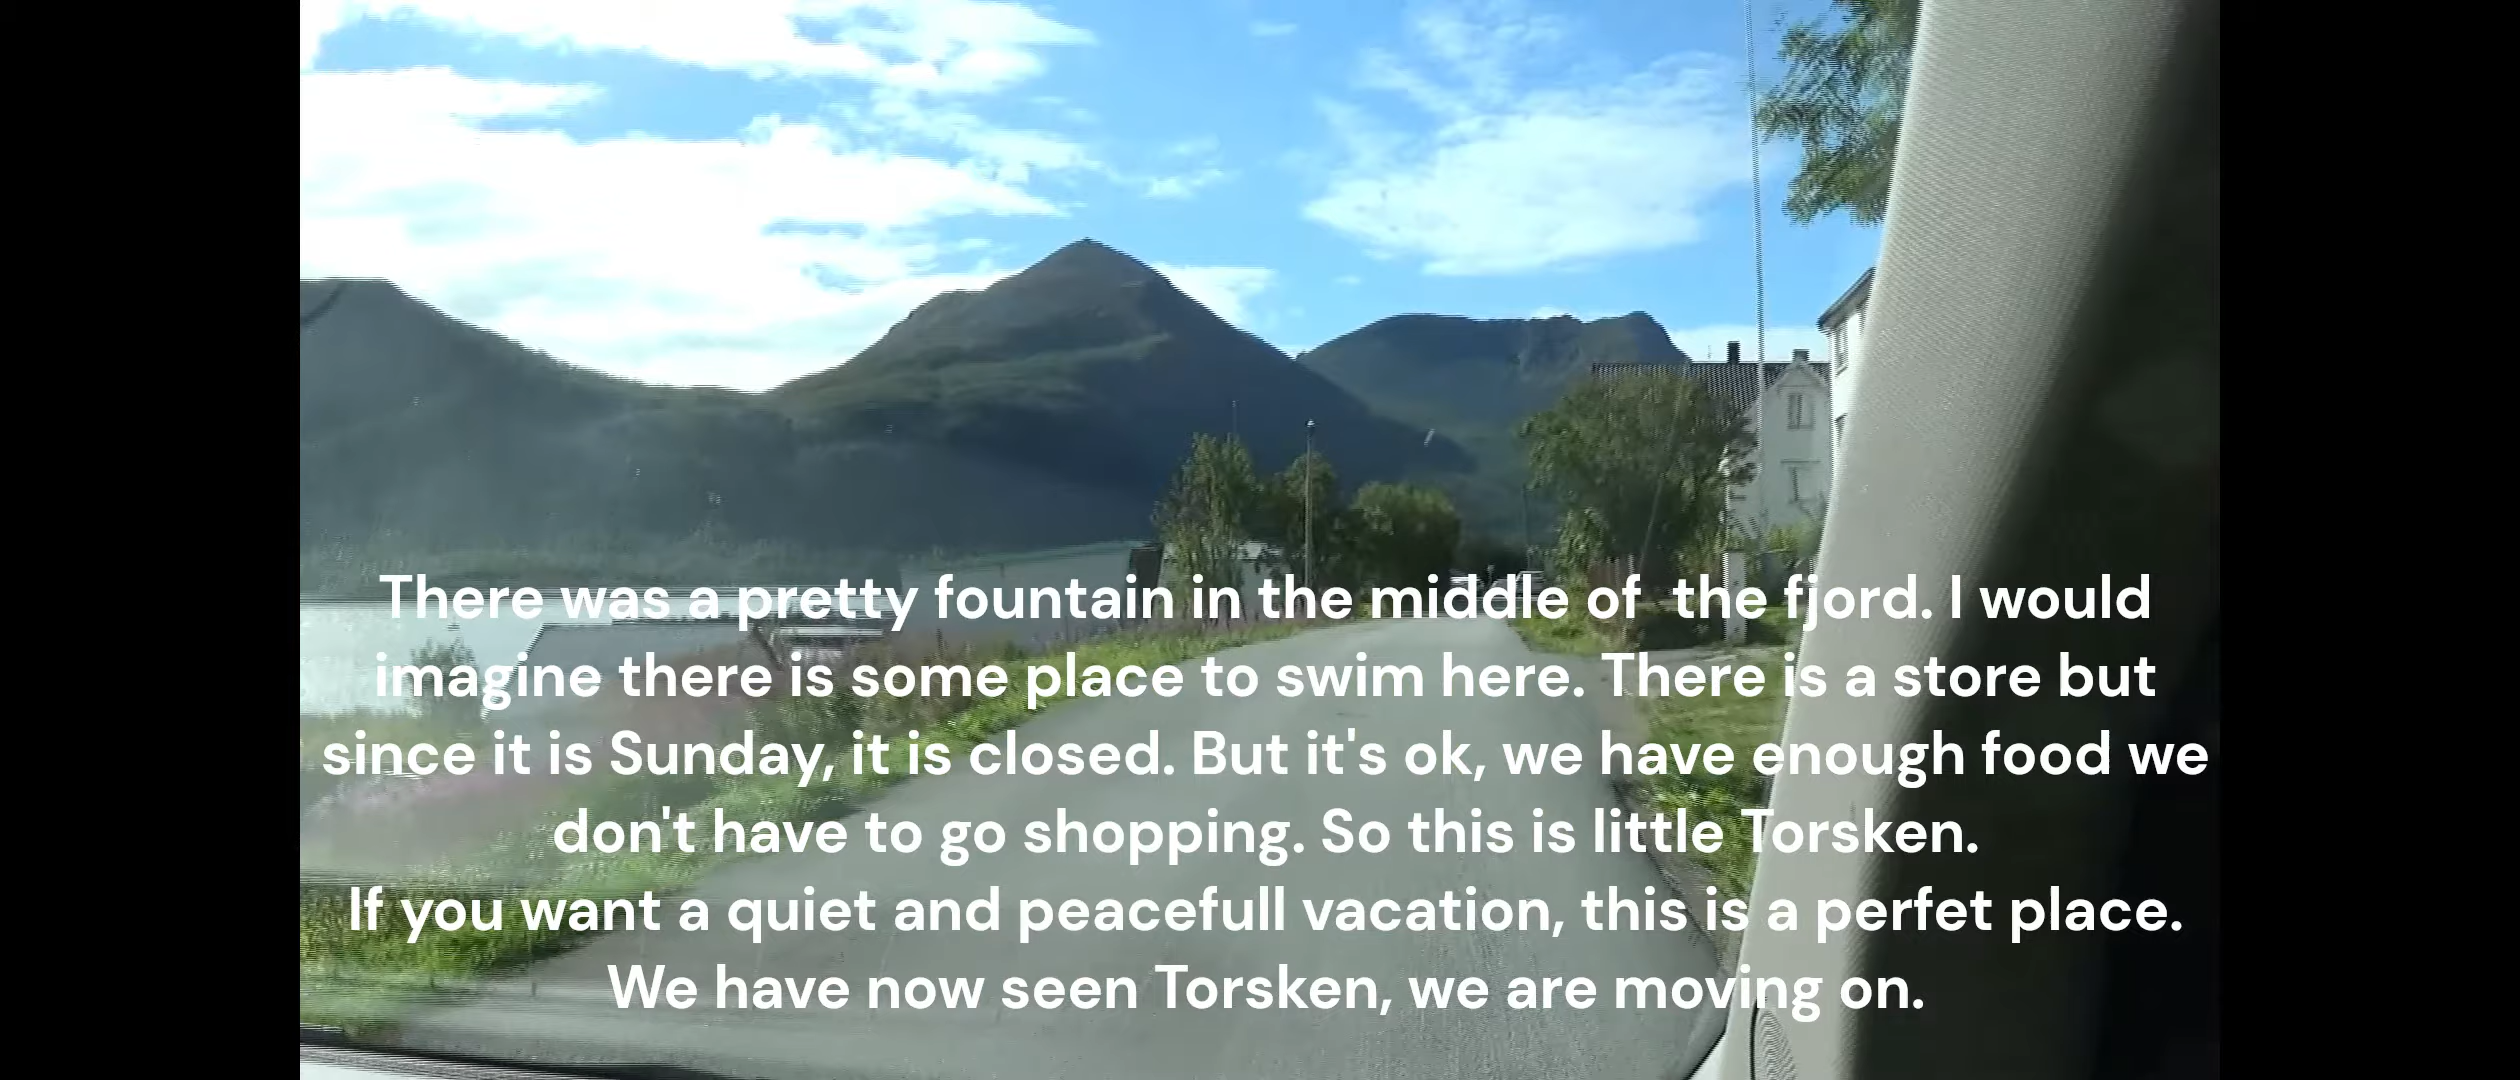 There was a pretty fountain in the middle of  the fjord. I would
imagine there is some place to swim here. There is a store but
since it is Sunday, it is closed. But it's ok, we have enough food we
don't have to go shopping. So this is little Torsken.
If you want a quiet and peacefull vacation, this is a perfet place.
We have now seen Torsken, we are moving on.